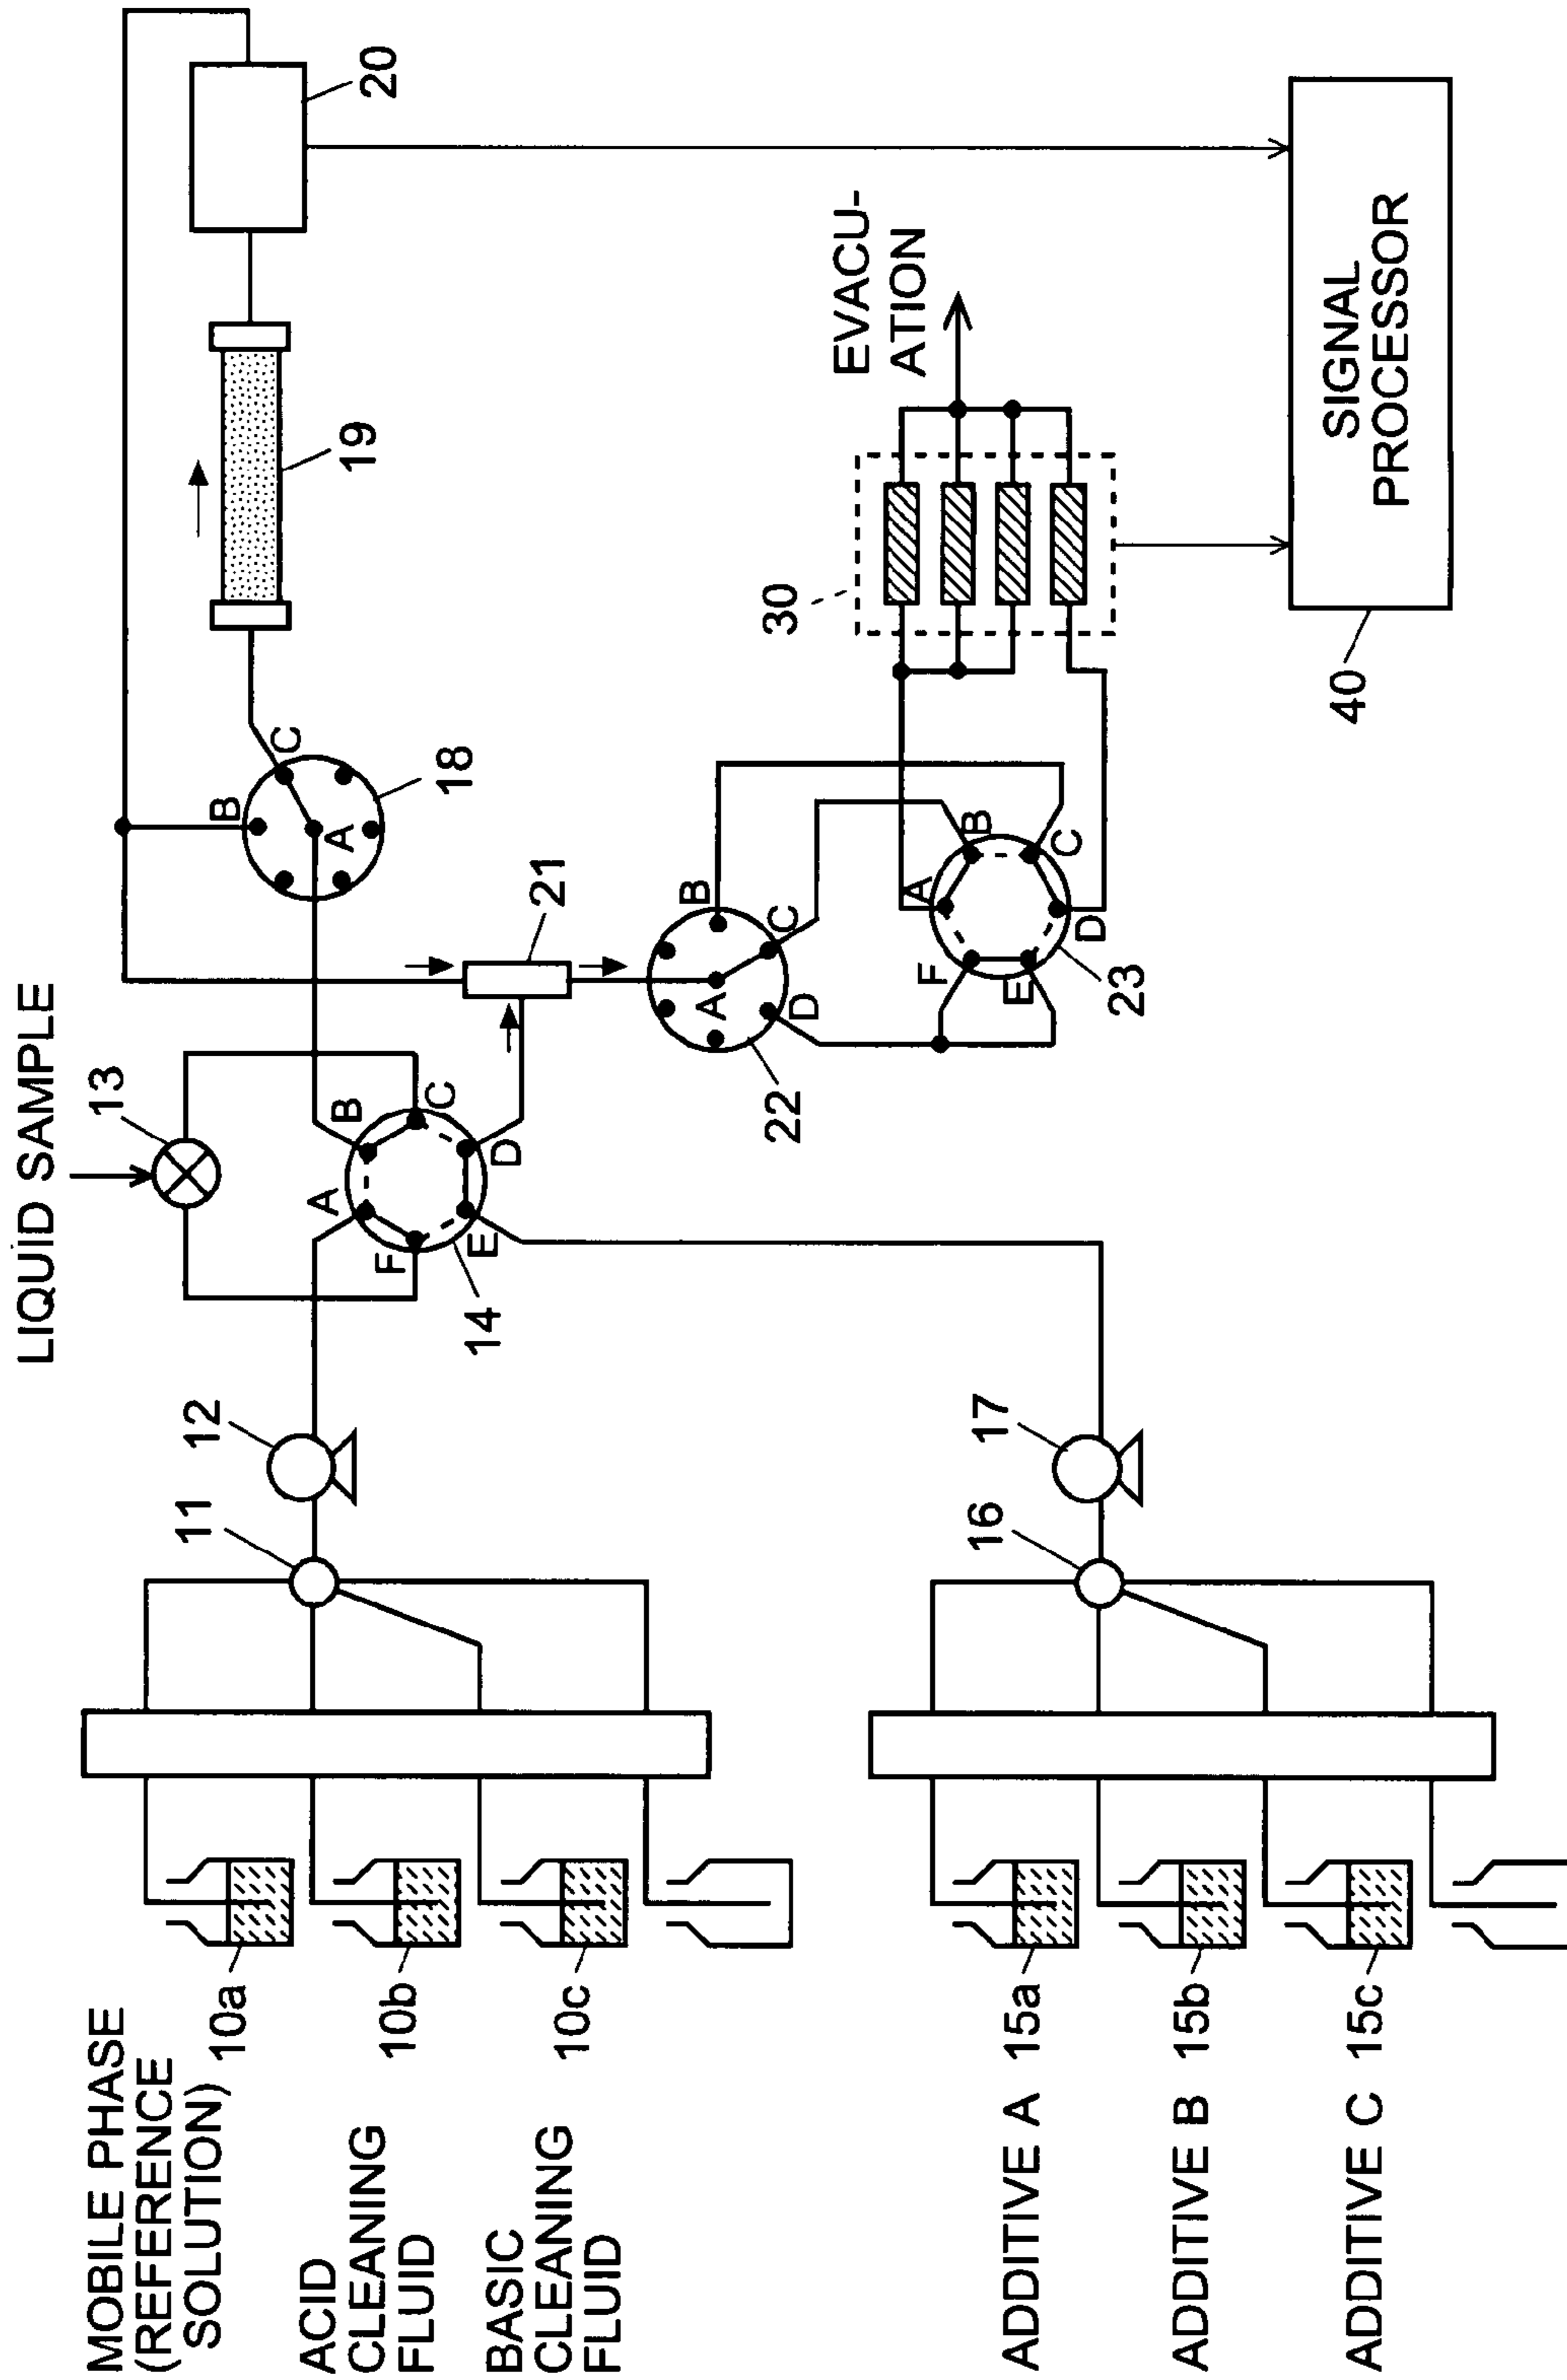 LIQUID SAMPLE
13
MOBILE PHASE
(REFERENCE
SOLUTION)
10a
ACID
CLEANING
FLUID
10b
BASIC
CLEANING
FLUID
10c
11
12
A
B
C
D
E
F
14
B
C
A
18
19
20
21
A
B
C
D
22
A
B
C
D
E
F
23
30
EVACU-
ATION
ADDITIVE A 15a
ADDITIVE B 15b
ADDITIVE C 15c
16
17
40
SIGNAL
PROCESSOR